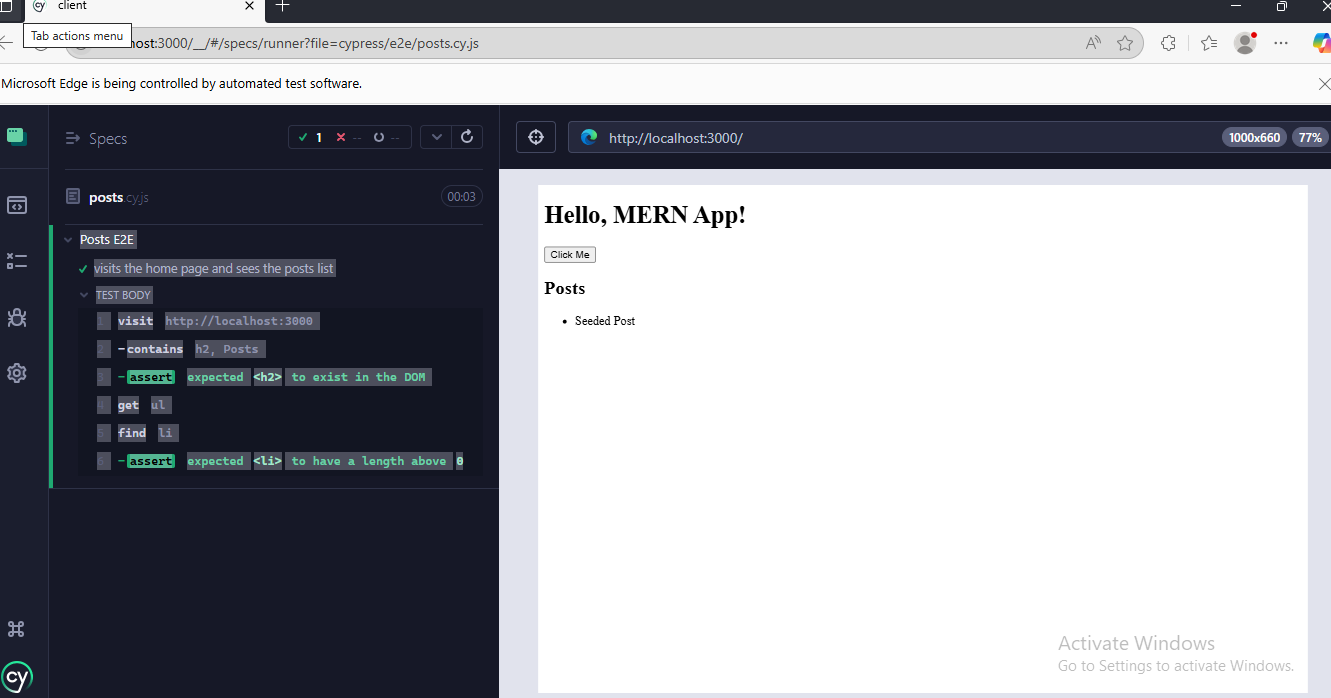 client
Tab actions menu
host:3000/__/#/specs/runner?file=cypress/e2e/posts.cy.js
Microsoft Edge is being controlled by automated test software.
Specs
1 -- --
posts cy.js 00:03
Posts E2E
visits the home page and sees the posts list
TEST BODY
1 visit http://localhost:3000
2 -contains h2, Posts
3 -assert expected <h2> to exist in the DOM
4 get ul
5 find li
6 -assert expected <li> to have a length above 0
http://localhost:3000/ 1000x660 77%
Hello, MERN App!
Click Me
Posts
• Seeded Post
Activate Windows
Go to Settings to activate Windows.
cy